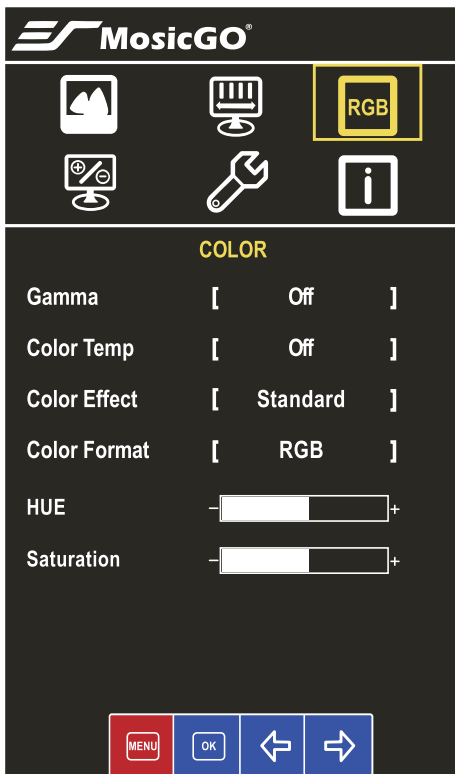 MosicGO®
RGB
i
COLOR
Gamma [ Off ]
Color Temp [ Off ]
Color Effect [ Standard ]
Color Format [ RGB ]
HUE - +
Saturation - +
MENU OK